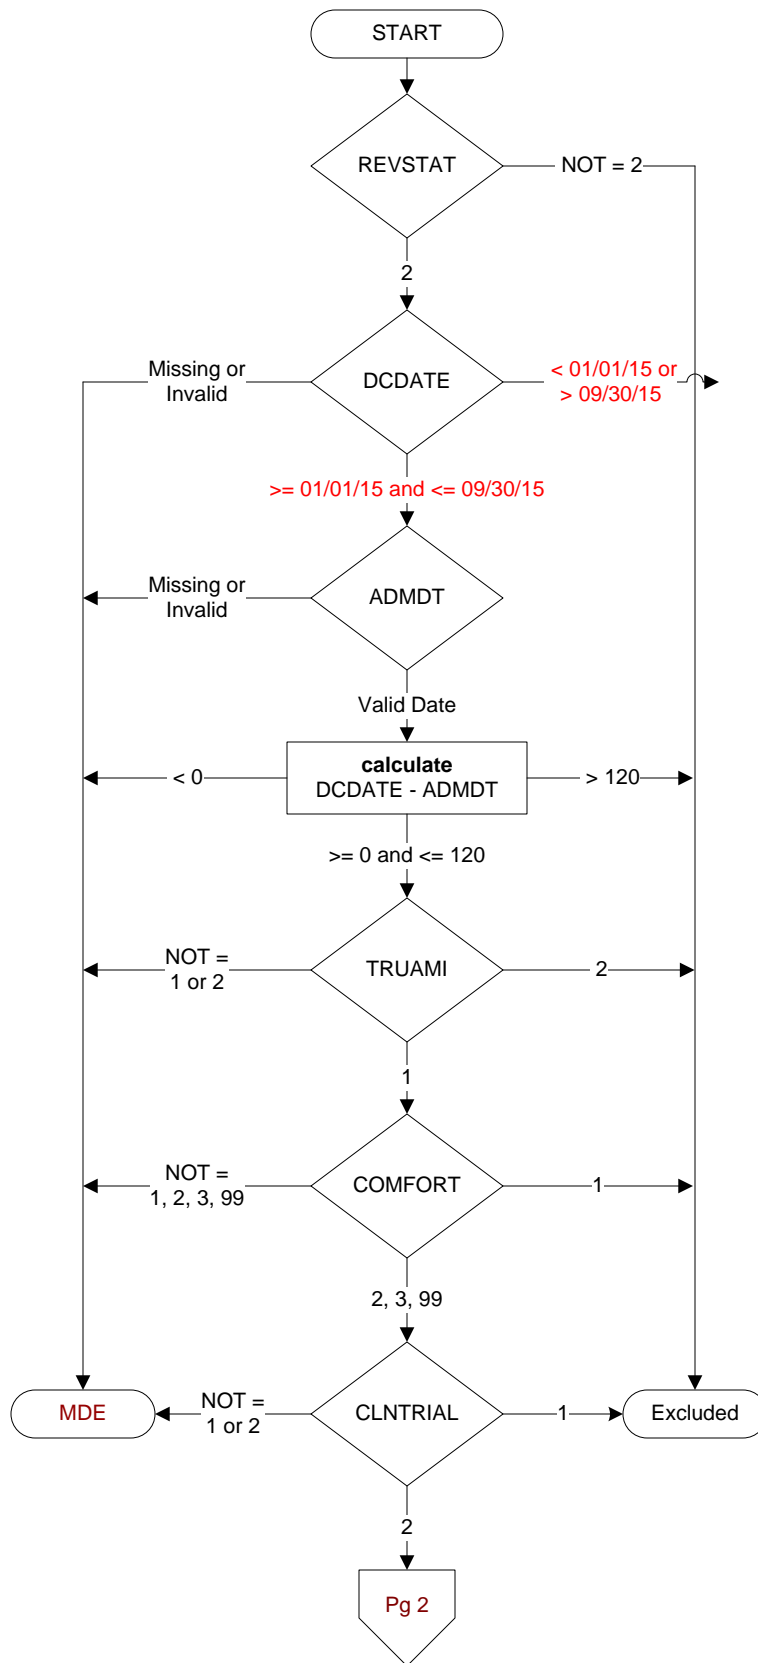 START
REVSTAT
NOT = 2
2
Missing or
Invalid
DCDATE
< 01/01/15 or
> 09/30/15
>= 01/01/15 and <= 09/30/15
Missing or
Invalid
ADMDT
Valid Date
calculate
DCDATE - ADMDT
< 0
> 120
>= 0 and <= 120
NOT =
1 or 2
TRUAMI
2
1
NOT =
1, 2, 3, 99
COMFORT
1
2, 3, 99
MDE
NOT =
1 or 2
CLNTRIAL
1
Excluded
2
Pg 2